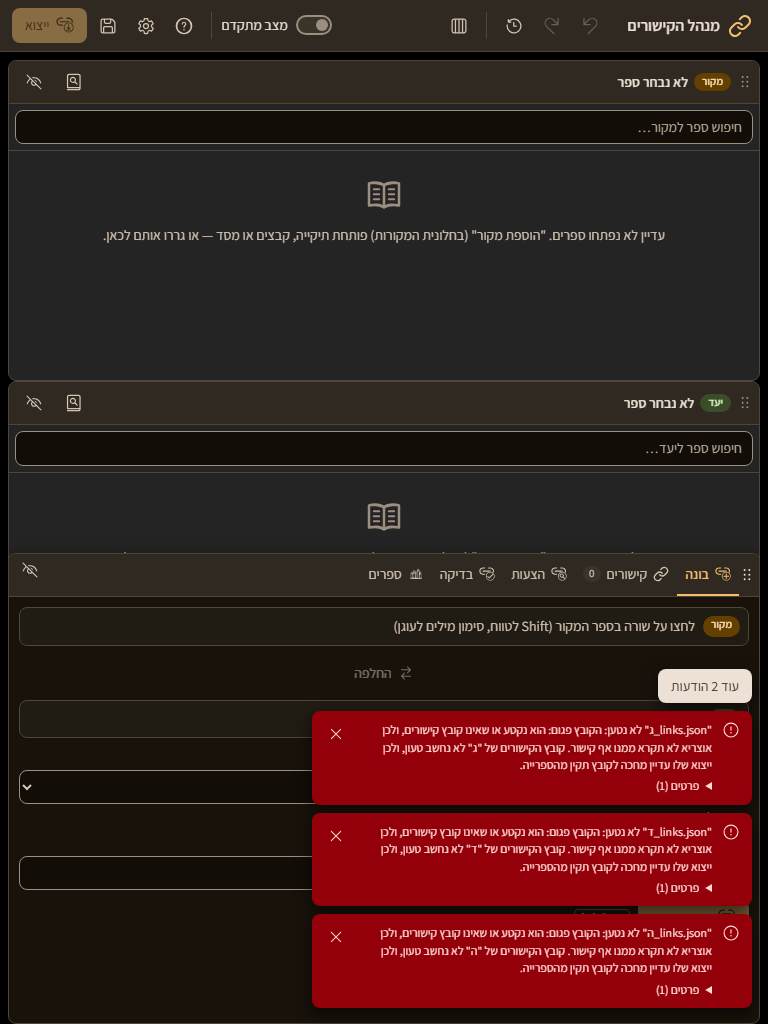 מנהל הקישורים
מצב מתקדם
ייצוא
מקור
לא נבחר ספר
חיפוש ספר למקור...
עדיין לא נפתחו ספרים. "הוספת מקור" (בחלונית המקורות) פותחת תיקייה, קבצים או מסד — או גררו אותם לכאן.
יעד
לא נבחר ספר
חיפוש ספר ליעד...
בונה
קישורים 0
הצעות
בדיקה
ספרים
מקור
לחצו על שורה בספר המקור (Shift לטווח, סימון מילים לעוגן)
החלפה
עוד 2 הודעות
"ג_links.json" לא נטען: הקובץ פגום: הוא נקטע או שאינו קובץ קישורים, ולכן
אוצריא לא תקרא ממנו אף קישור. קובץ הקישורים של "ג" לא נחשב טעון, ולכן
ייצוא שלו עדיין מחכה לקובץ תקין מהספרייה.
פרטים (1)
"ד_links.json" לא נטען: הקובץ פגום: הוא נקטע או שאינו קובץ קישורים, ולכן
אוצריא לא תקרא ממנו אף קישור. קובץ הקישורים של "ד" לא נחשב טעון, ולכן
ייצוא שלו עדיין מחכה לקובץ תקין מהספרייה.
פרטים (1)
"ה_links.json" לא נטען: הקובץ פגום: הוא נקטע או שאינו קובץ קישורים, ולכן
אוצריא לא תקרא ממנו אף קישור. קובץ הקישורים של "ה" לא נחשב טעון, ולכן
ייצוא שלו עדיין מחכה לקובץ תקין מהספרייה.
פרטים (1)